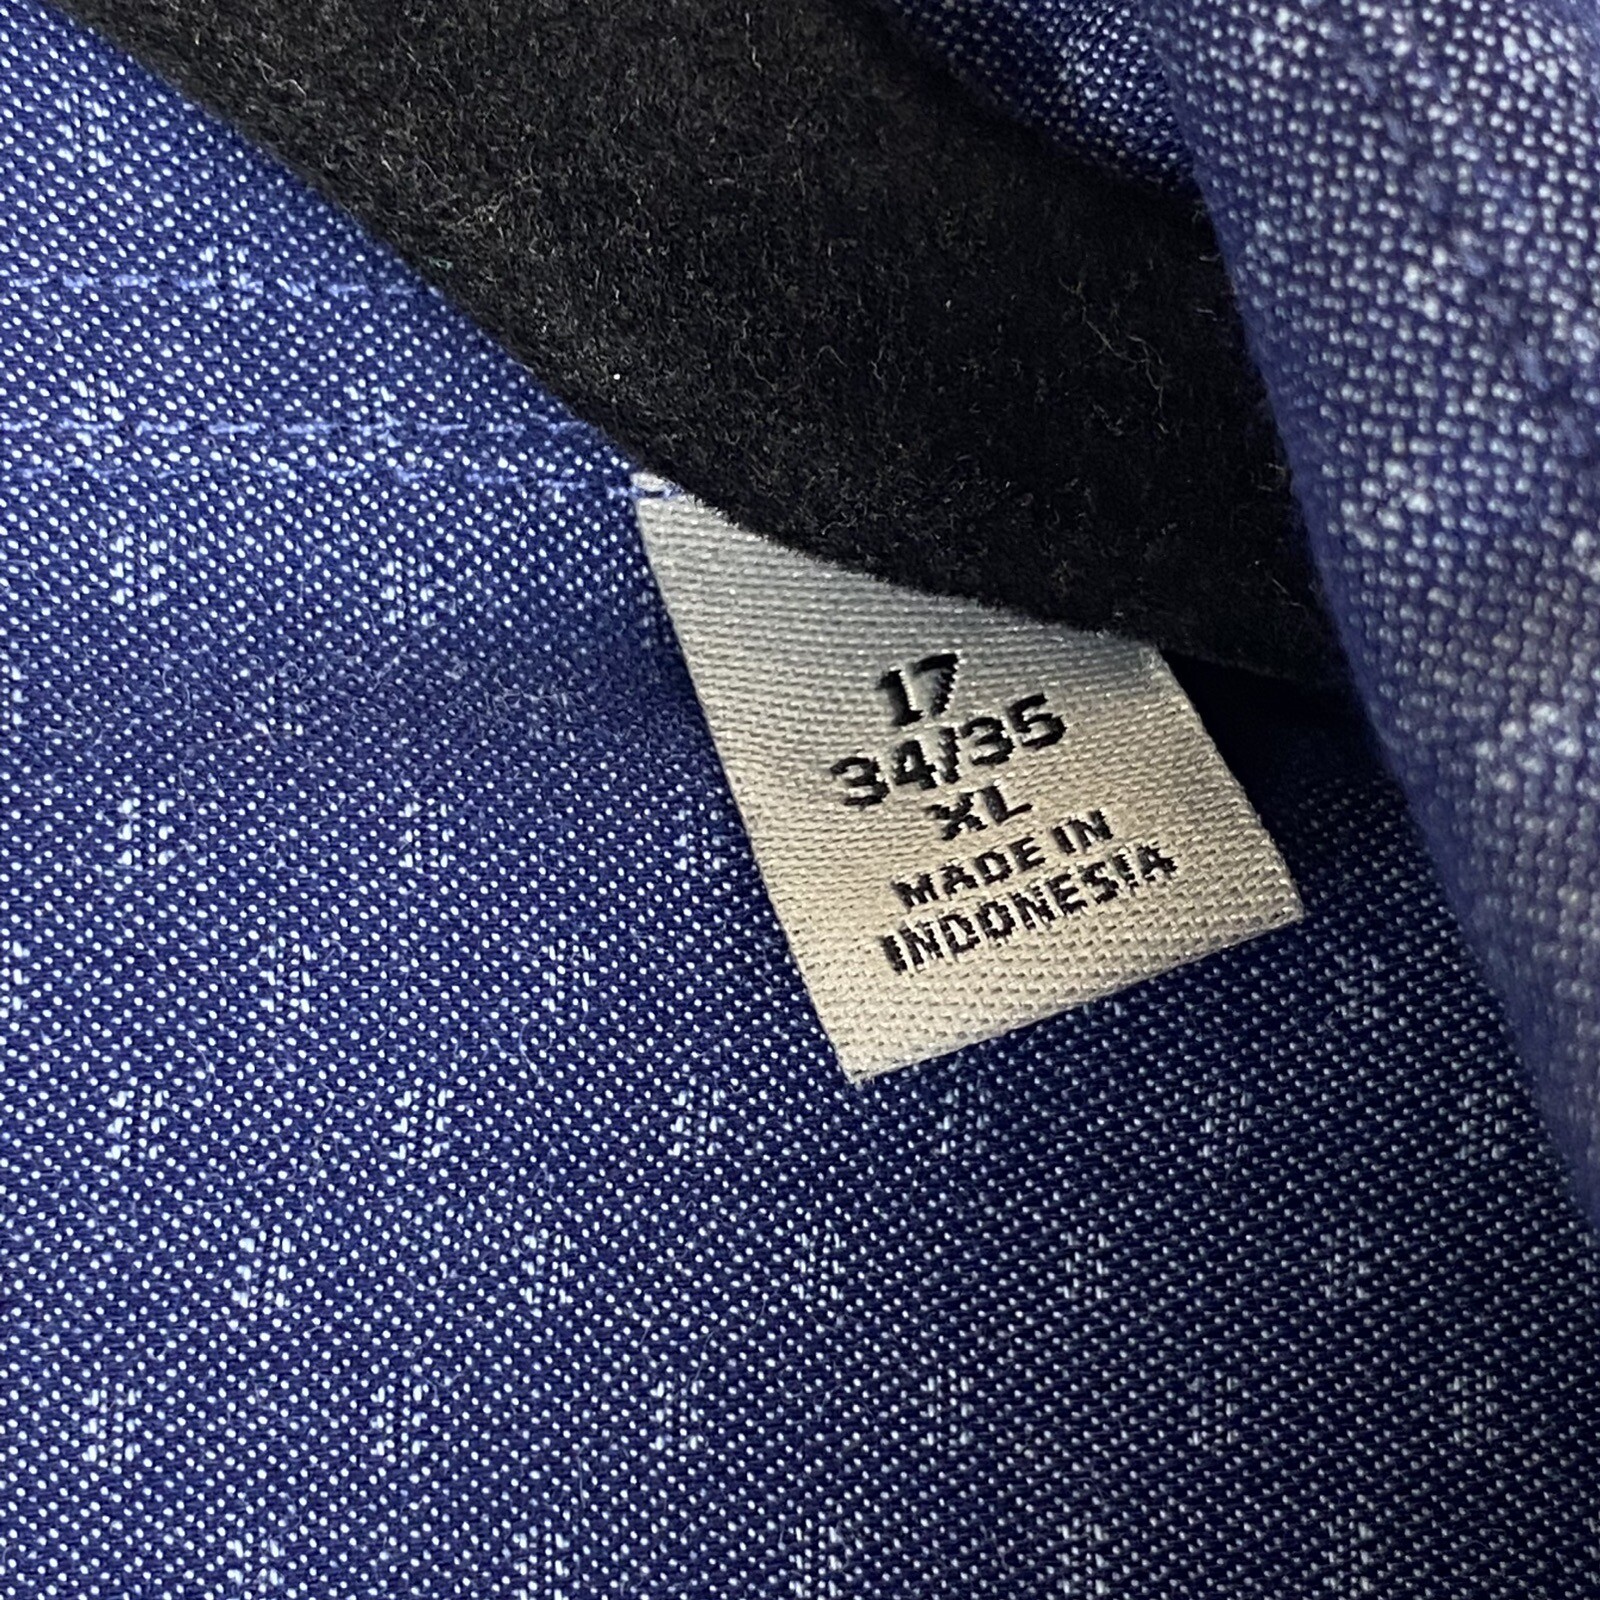 17
34/35
XL
MADE IN
INDONESIA